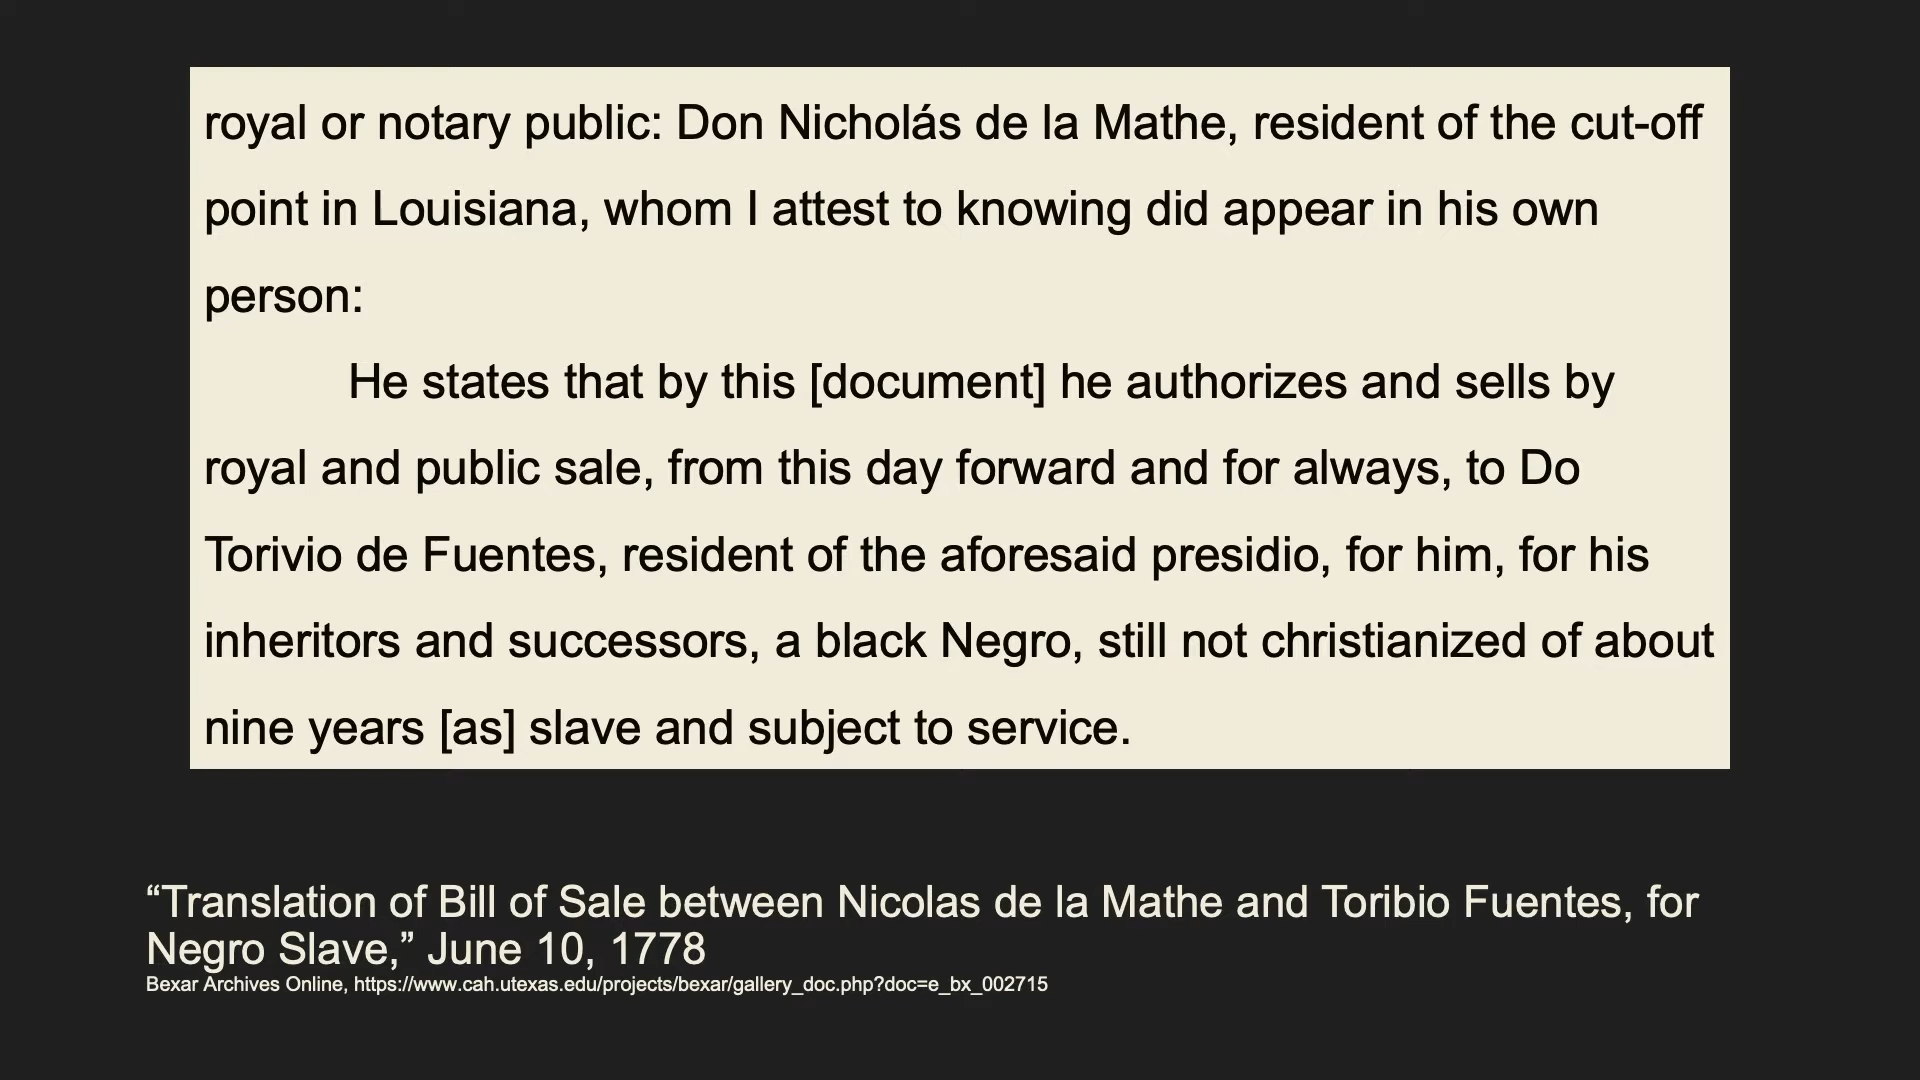 royal or notary public: Don Nicholás de la Mathe, resident of the cut-off
point in Louisiana, whom I attest to knowing did appear in his own
person:
He states that by this [document] he authorizes and sells by
royal and public sale, from this day forward and for always, to Do
Torivio de Fuentes, resident of the aforesaid presidio, for him, for his
inheritors and successors, a black Negro, still not christianized of about
nine years [as] slave and subject to service.
“Translation of Bill of Sale between Nicolas de la Mathe and Toribio Fuentes, for
Negro Slave,” June 10, 1778
Bexar Archives Online, https://www.cah.utexas.edu/projects/bexar/gallery_doc.php?doc=e_bx_002715